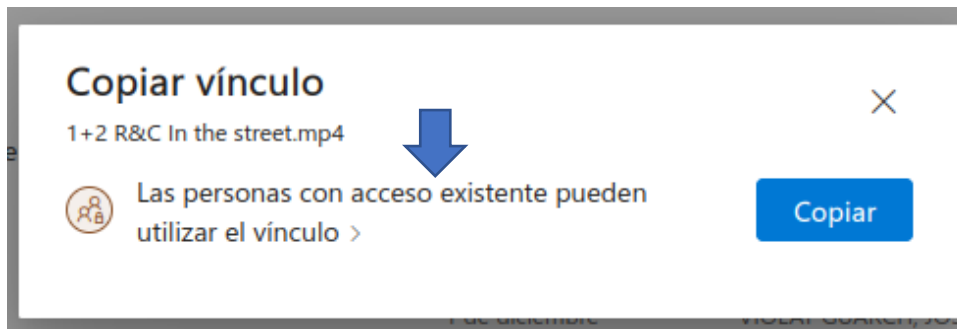 Copiar vínculo
1+2 R&C In the street.mp4
Las personas con acceso existente pueden
utilizar el vínculo >
Copiar